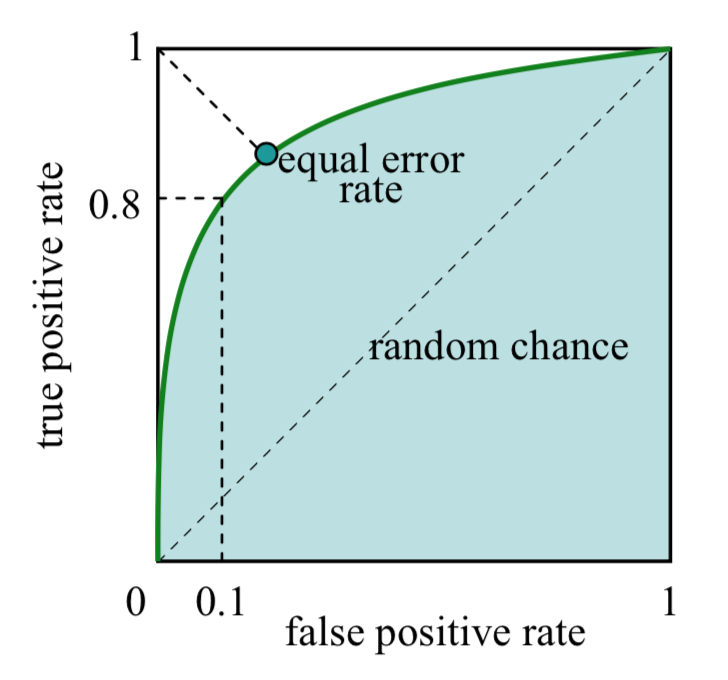 1
equal error
rate
0.8
true positive rate
random chance
0
0.1
1
false positive rate